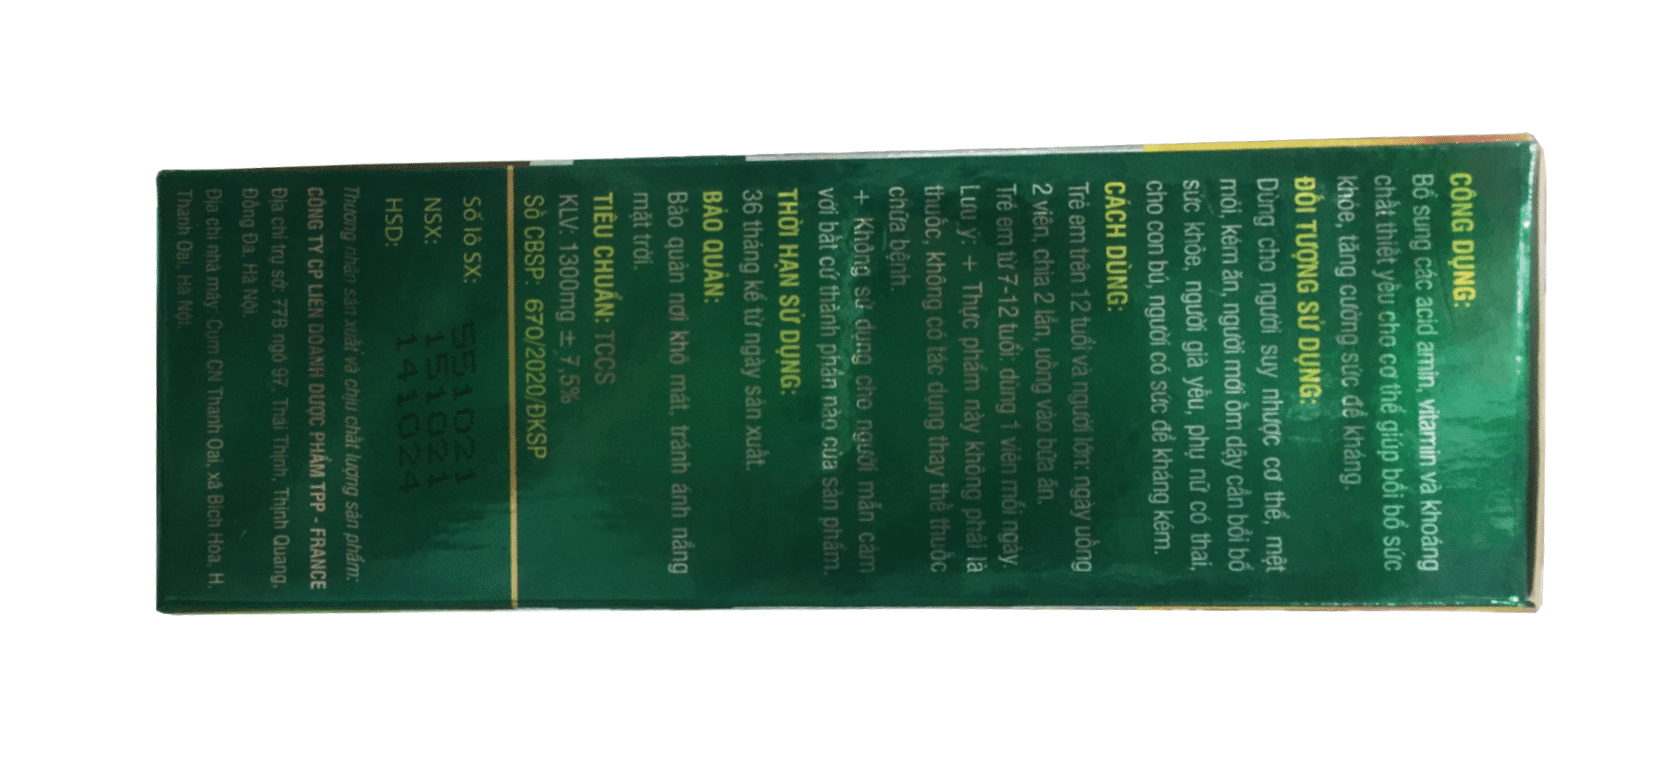 CÔNG DỤNG:
Bổ sung các acid amin, vitamin và khoáng
chất thiết yếu cho cơ thể giúp bồi bổ sức
khỏe, tăng cường sức đề kháng.
ĐỐI TƯỢNG SỬ DỤNG:
Dùng cho người suy nhược cơ thể, mệt
mỏi, kém ăn, người mới ốm dậy cần bồi bổ
sức khỏe, người già yếu, phụ nữ có thai,
cho con bú, người có sức đề kháng kém.
CÁCH DÙNG:
Trẻ em trên 12 tuổi và người lớn: ngày uống
2 viên, chia 2 lần, uống vào bữa ăn.
Trẻ em từ 7-12 tuổi: dùng 1 viên mỗi ngày.
Lưu ý: + Thực phẩm này không phải là
thuốc, không có tác dụng thay thế thuốc
chữa bệnh.
+ Không sử dụng cho người mẫn cảm
với bất cứ thành phần nào của sản phẩm.
THỜI HẠN SỬ DỤNG:
36 tháng kể từ ngày sản xuất.
BẢO QUẢN:
Bảo quản nơi khô mát, tránh ánh nắng
mặt trời.
TIÊU CHUẨN: TCCS
KLV: 1300mg ± 7,5%
Số CBSP: 670/2020/ĐKSP
Số lô SX: 551021
NSX: 151021
HSD: 141024
Thương nhân sản xuất và chịu chất lượng sản phẩm:
CÔNG TY CP LIÊN DOANH DƯỢC PHẨM TPP - FRANCE
Địa chỉ trụ sở: 77B ngõ 97, Thái Thịnh, Thịnh Quang,
Đống Đa, Hà Nội.
Địa chỉ nhà máy: Cụm CN Thanh Oai, xã Bích Hòa, H.
Thanh Oai, Hà Nội.